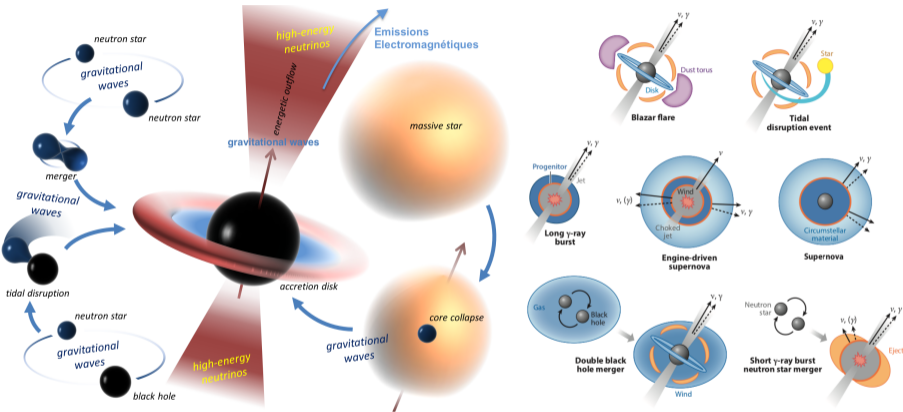 neutron star
gravitational
waves
neutron star
merger
gravitational
waves
tidal disruption
neutron star
gravitational
waves
black hole
high-energy
neutrinos
energetic outflow
Emissions
Electromagnétiques
gravitational waves
massive star
accretion disk
core collapse
gravitational
waves
high-energy
neutrinos
ν, γ
Dust torus
Disk
Blazar flare
ν, γ
Star
Tidal
disruption event
ν, γ
Progenitor
Jet
Long γ-ray
burst
ν
Wind
ν, (γ)
ν, γ
Choked
jet
Engine-driven
supernova
ν, γ
ν, γ
Circumstellar
material
Supernova
Gas
Black
hole
ν, γ
Double black
hole merger
Wind
Neutron
star
ν, (γ)
ν, γ
Eject
Short γ-ray burst
neutron star merger